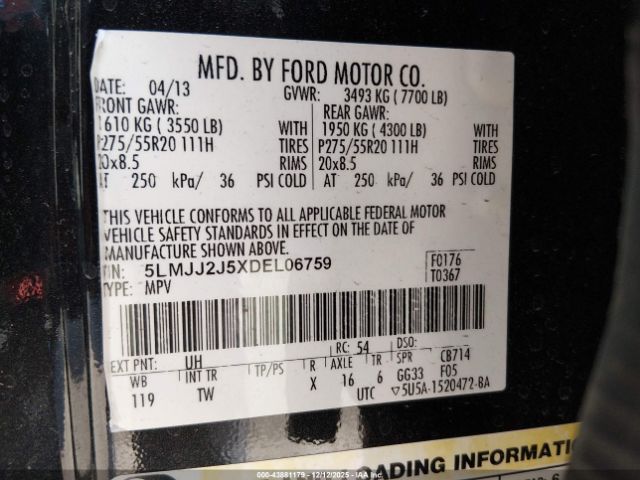 MFD. BY FORD MOTOR CO.
DATE: 04/13 GVWR: 3493 KG ( 7700 LB)
FRONT GAWR: REAR GAWR:
1610 KG ( 3550 LB) WITH 1950 KG ( 4300 LB) WITH
P275/55R20 111H TIRES P275/55R20 111H TIRES
20x8.5 RIMS 20x8.5 RIMS
AT 250 kPa/ 36 PSI COLD AT 250 kPa/ 36 PSI COLD
THIS VEHICLE CONFORMS TO ALL APPLICABLE FEDERAL MOTOR
VEHICLE SAFETY STANDARDS IN EFFECT ON THE DATE OF
MANUFACTURE SHOWN ABOVE.
IN: 5LMJJ2J5XDEL06759 F0176
TYPE: MPV T0367
EXT PNT: UH RC: 54 DSO:
WB INT TR TP/PS R AXLE TR SPR CB714
119 TW X 16 6 GG33 F05
UTC ▽5U5A-1520472-BA
LOADING INFORMATION
00-43881179 - 12/12/2025 - IAAI.com